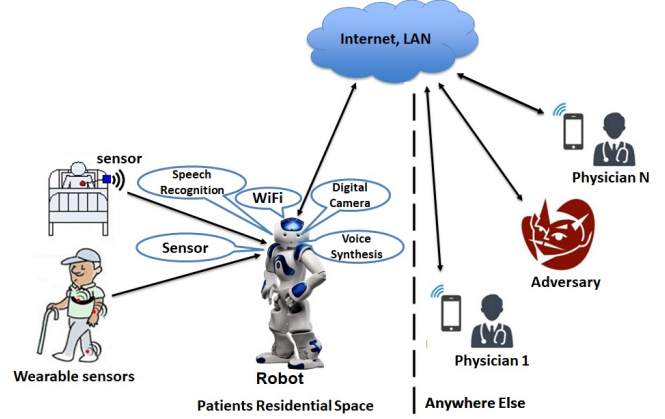 Internet, LAN
sensor
Speech
Recognition
WiFi
Digital
Camera
Sensor
Voice
Synthesis
Physician N
Adversary
Physician 1
Wearable sensors
Robot
Patients Residential Space
Anywhere Else